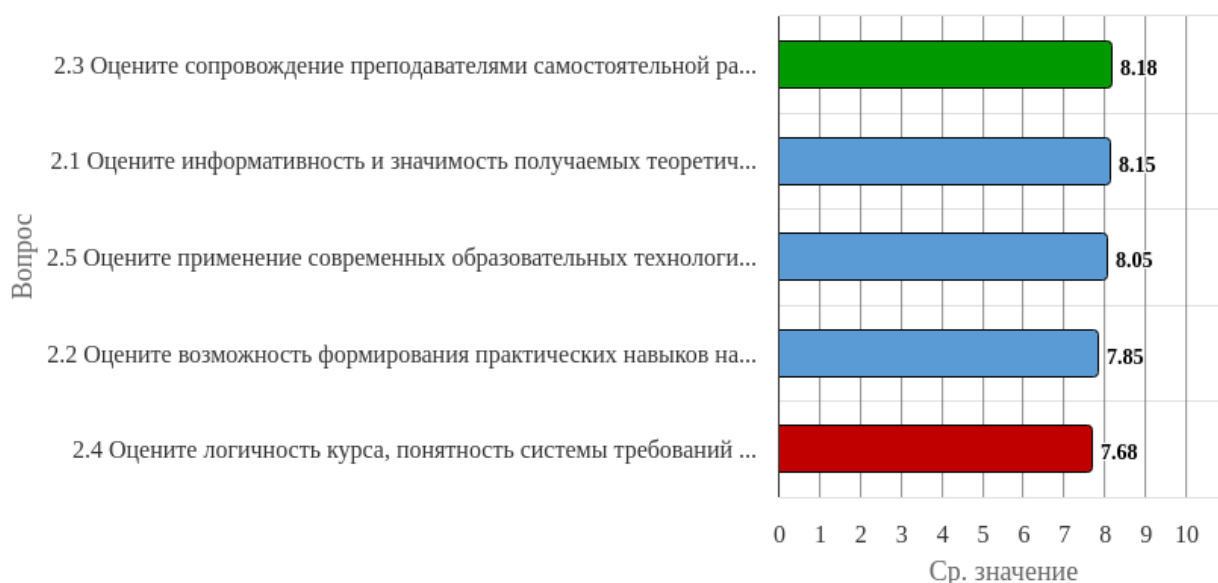 2.3 Оцените сопровождение преподавателями самостоятельной ра...
8.18
2.1 Оцените информативность и значимость получаемых теоретич...
8.15
2.5 Оцените применение современных образовательных технологи...
8.05
2.2 Оцените возможность формирования практических навыков на...
7.85
2.4 Оцените логичность курса, понятность системы требований ...
7.68
Вопрос
0 1 2 3 4 5 6 7 8 9 10
Ср. значение